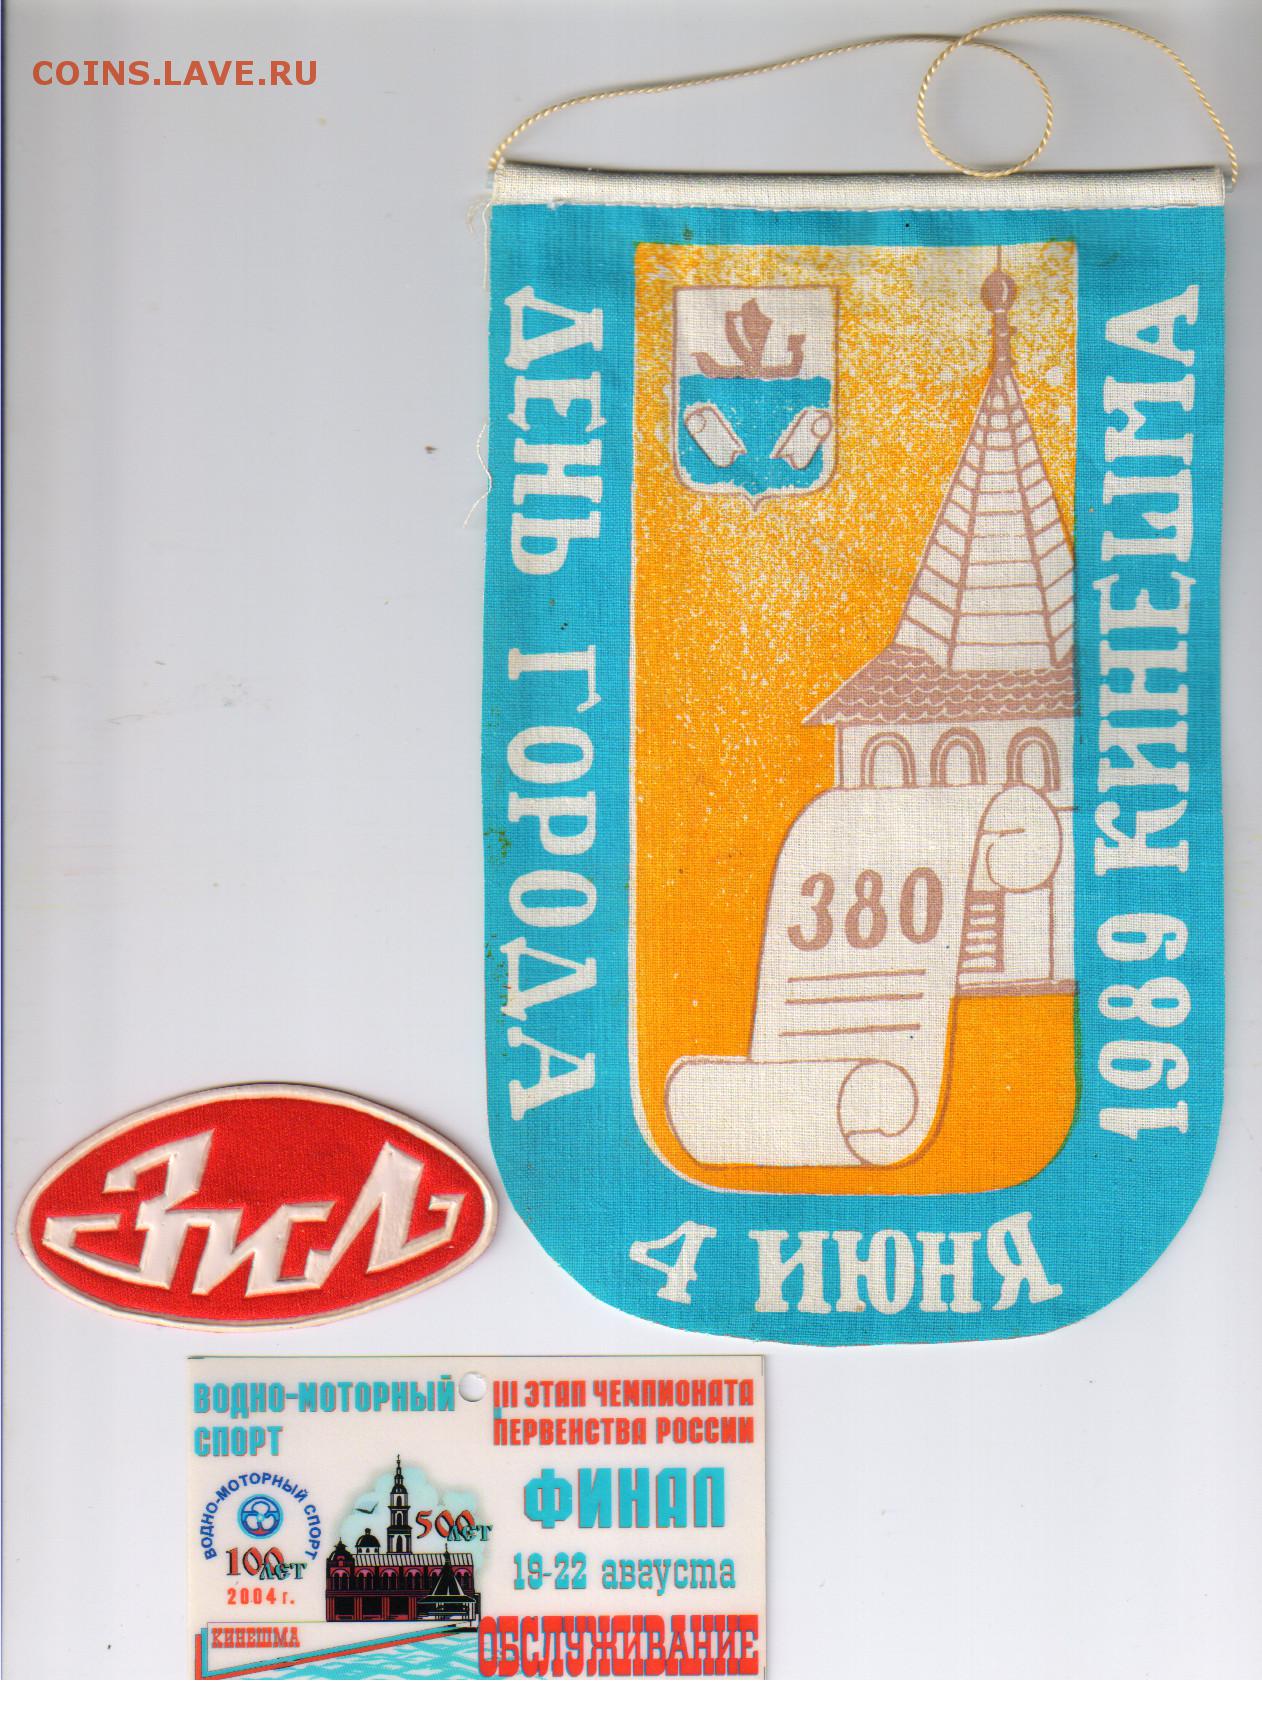 COINS.LAVE.RU
ДЕНЬ ГОРОДА
1989 КИНЕШМА
380
4 ИЮНЯ
ЗИЛ
ВОДНО-МОТОРНЫЙ
СПОРТ
III ЭТАП ЧЕМПИОНАТА
ПЕРВЕНСТВА РОССИИ
ВОДНО-МОТОРНЫЙ СПОРТ
100 ЛЕТ
2004 г.
500 ЛЕТ
ФИНАЛ
19-22 августа
КИНЕШМА
ОБСЛУЖИВАНИЕ